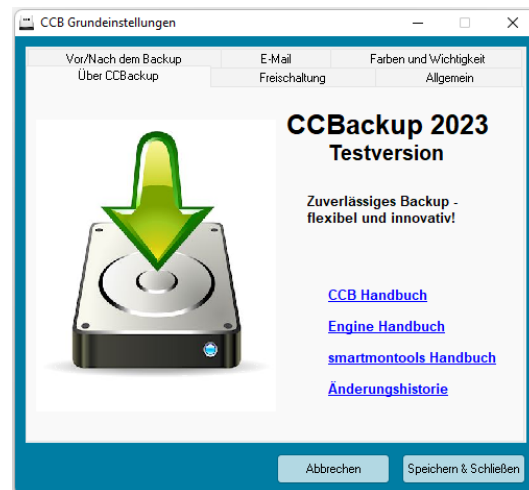 CCB Grundeinstellungen
Vor/Nach dem Backup E-Mail Farben und Wichtigkeit
Über CCBackup Freischaltung Allgemein
CCBackup 2023
Testversion
Zuverlässiges Backup -
flexibel und innovativ!
CCB Handbuch
Engine Handbuch
smartmontools Handbuch
Änderungshistorie
Abbrechen Speichern & Schließen